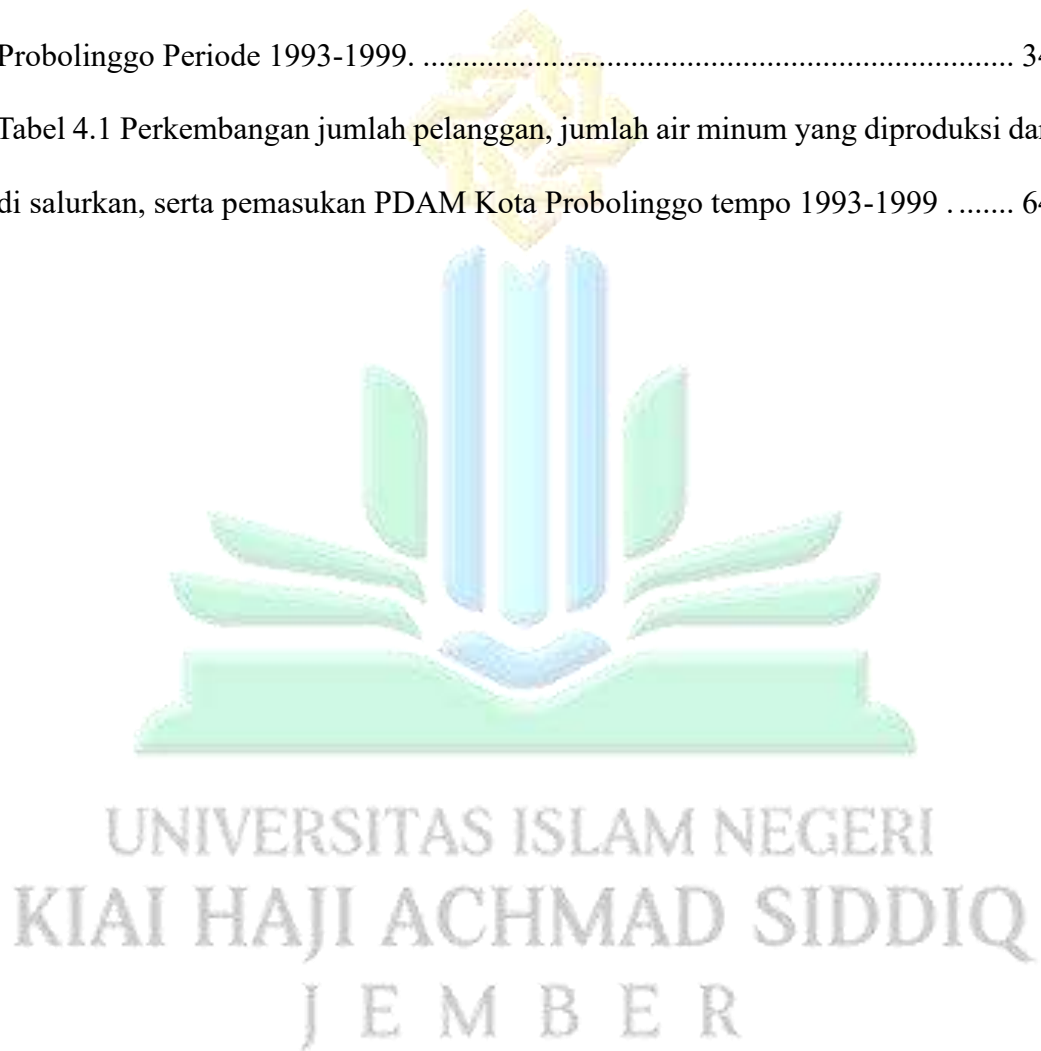 Probolinggo Periode 1993-1999. ........................................................................... 34
Tabel 4.1 Perkembangan jumlah pelanggan, jumlah air minum yang diproduksi dan
di salurkan, serta pemasukan PDAM Kota Probolinggo tempo 1993-1999 ........ 64
UNIVERSITAS ISLAM NEGERI
KIAI HAJI ACHMAD SIDDIQ
JEMBER